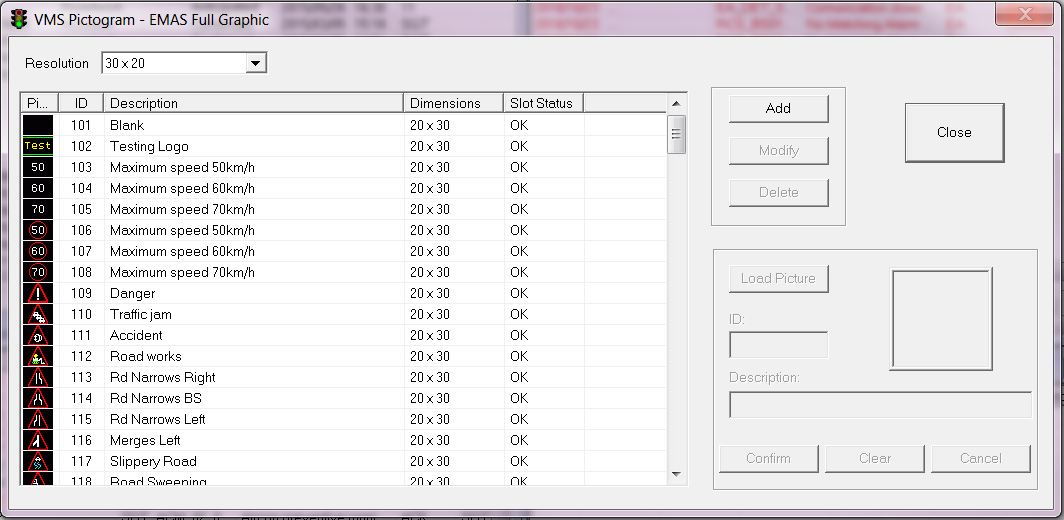 VMS Pictogram - EMAS Full Graphic
Resolution 30 x 20
Pi... ID Description Dimensions Slot Status
101 Blank 20 x 30 OK
Test 102 Testing Logo 20 x 30 OK
50 103 Maximum speed 50km/h 20 x 30 OK
60 104 Maximum speed 60km/h 20 x 30 OK
70 105 Maximum speed 70km/h 20 x 30 OK
50 106 Maximum speed 50km/h 20 x 30 OK
60 107 Maximum speed 60km/h 20 x 30 OK
70 108 Maximum speed 70km/h 20 x 30 OK
109 Danger 20 x 30 OK
110 Traffic jam 20 x 30 OK
111 Accident 20 x 30 OK
112 Road works 20 x 30 OK
113 Rd Narrows Right 20 x 30 OK
114 Rd Narrows BS 20 x 30 OK
115 Rd Narrows Left 20 x 30 OK
116 Merges Left 20 x 30 OK
117 Slippery Road 20 x 30 OK
118 Road Sweeping 20 x 30 OK
Add
Modify
Delete
Close
Load Picture
ID:
Description:
Confirm Clear Cancel